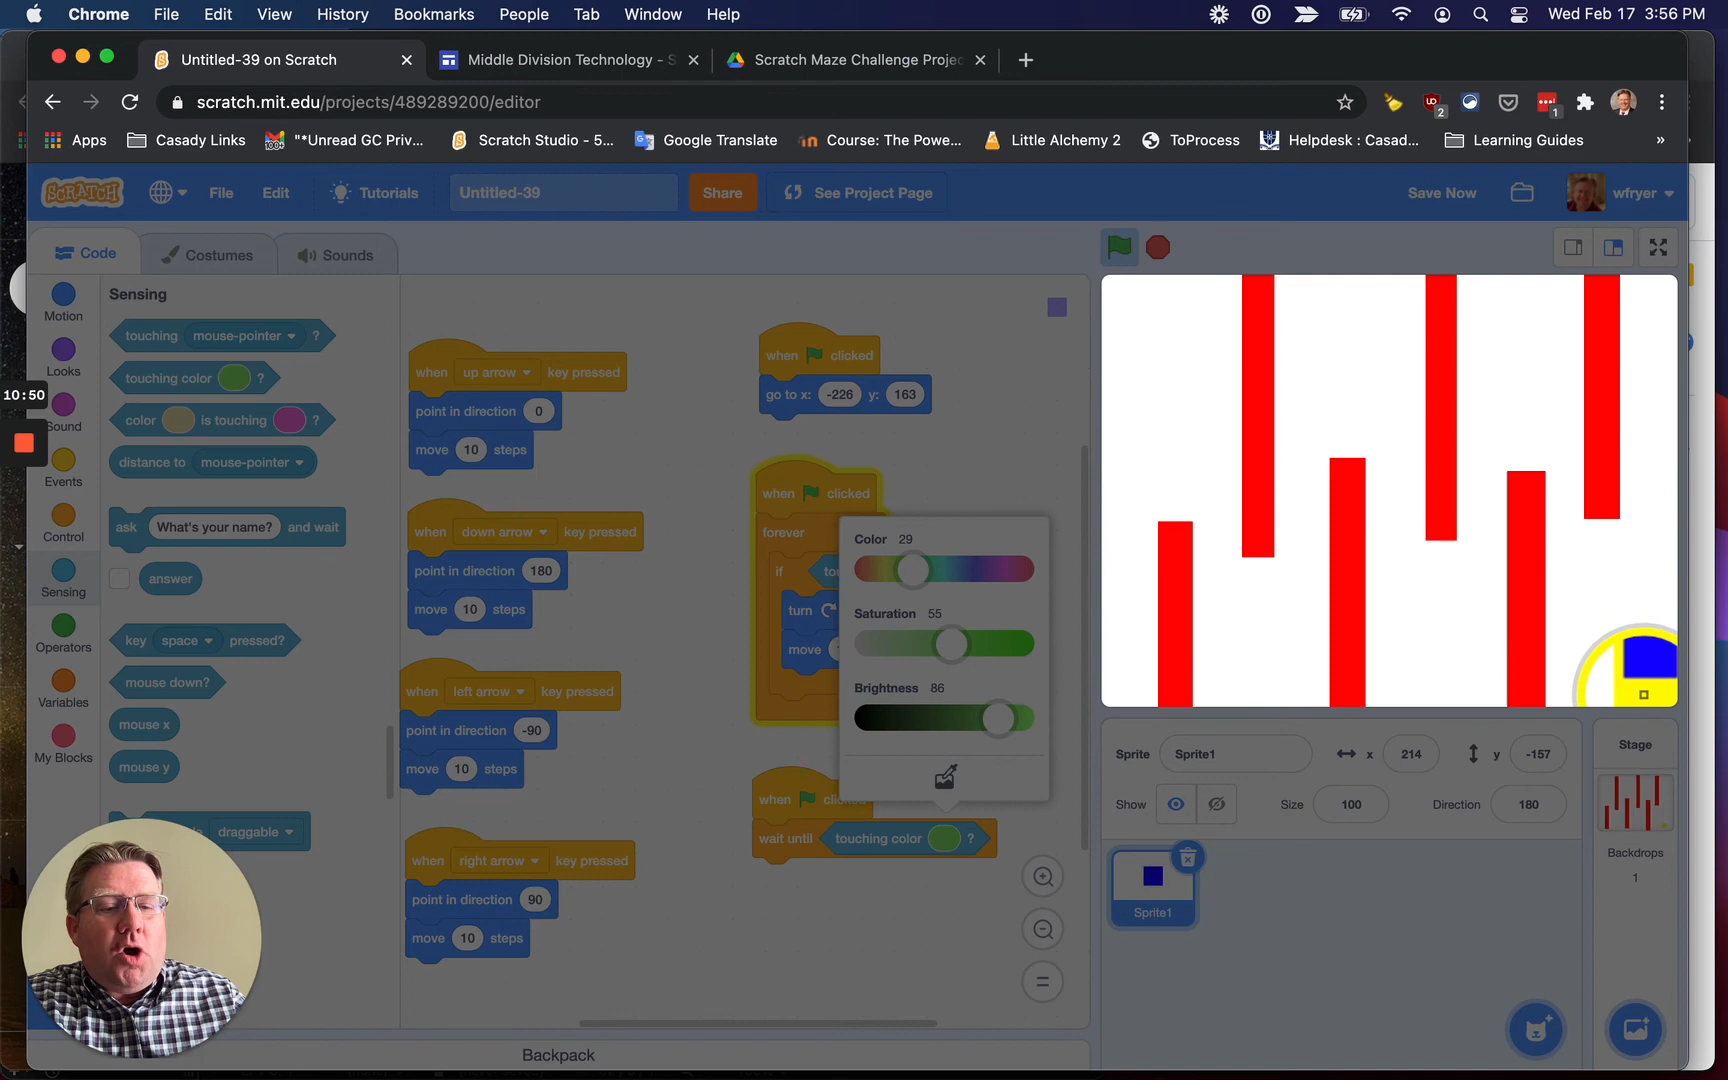 Chrome File Edit View History Bookmarks People Tab Window Help Wed Feb 17 3:56 PM
Untitled-39 on Scratch Middle Division Technology - S Scratch Maze Challenge Projec
scratch.mit.edu/projects/489289200/editor 2 1
Apps Casady Links 100+ "*Unread GC Priv... Scratch Studio - 5... Google Translate Course: The Powe... Little Alchemy 2 ToProcess Helpdesk : Casad... Learning Guides »
SCRATCH File Edit Tutorials Untitled-39 Share See Project Page Save Now wfryer
Code Costumes Sounds
Motion
Looks
Sound
Events
Control
Sensing
Operators
Variables
My Blocks
10:50
Sensing
touching mouse-pointer ?
touching color ?
color is touching ?
distance to mouse-pointer
ask What's your name? and wait
answer
key space pressed?
mouse down?
mouse x
mouse y
draggable
when up arrow key pressed
point in direction 0
move 10 steps
when down arrow key pressed
point in direction 180
move 10 steps
when left arrow key pressed
point in direction -90
move 10 steps
when right arrow key pressed
point in direction 90
move 10 steps
when clicked
go to x: -226 y: 163
when clicked
forever
if
turn
move
Color 29
Saturation 55
Brightness 86
when
wait until touching color ?
Sprite Sprite1 x 214 y -157
Show Size 100 Direction 180
Sprite1
Stage
Backdrops
1
Backpack